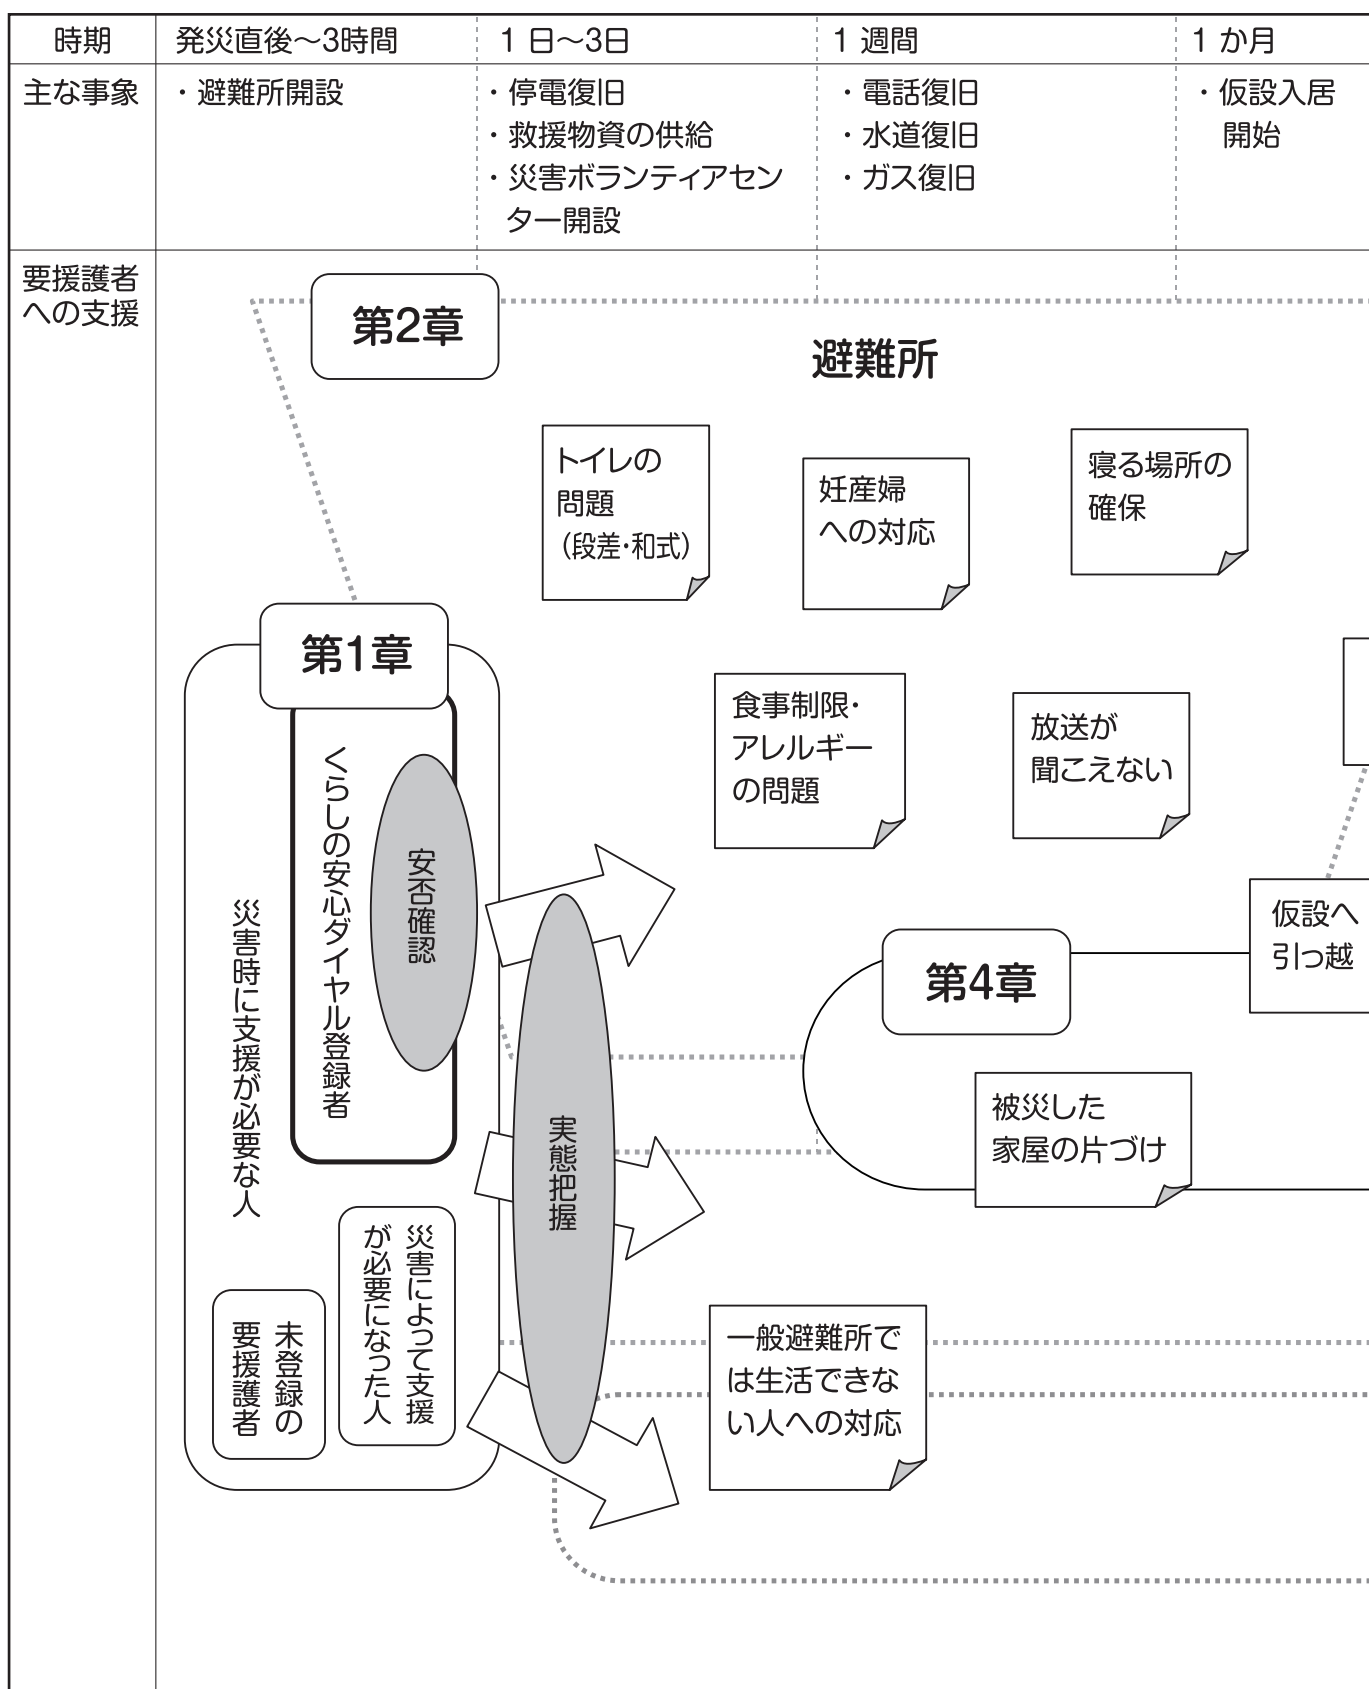 時期
発災直後～3時間
1 日～3日
1 週間
1 か月
主な事象
・避難所開設
・停電復旧
・救援物資の供給
・災害ボランティアセン
ター開設
・電話復旧
・水道復旧
・ガス復旧
・仮設入居
開始
要援護者
への支援
第2章
避難所
トイレの
問題
（段差・和式）
妊産婦
への対応
寝る場所の
確保
第1章
食事制限・
アレルギー
の問題
放送が
聞こえない
災害時に支援が必要な人
くらしの安心ダイヤル登録者
安否確認
実態把握
第4章
仮設へ
引っ越
被災した
家屋の片づけ
災害によって支援
が必要になった人
未登録の
要援護者
一般避難所で
は生活できな
い人への対応